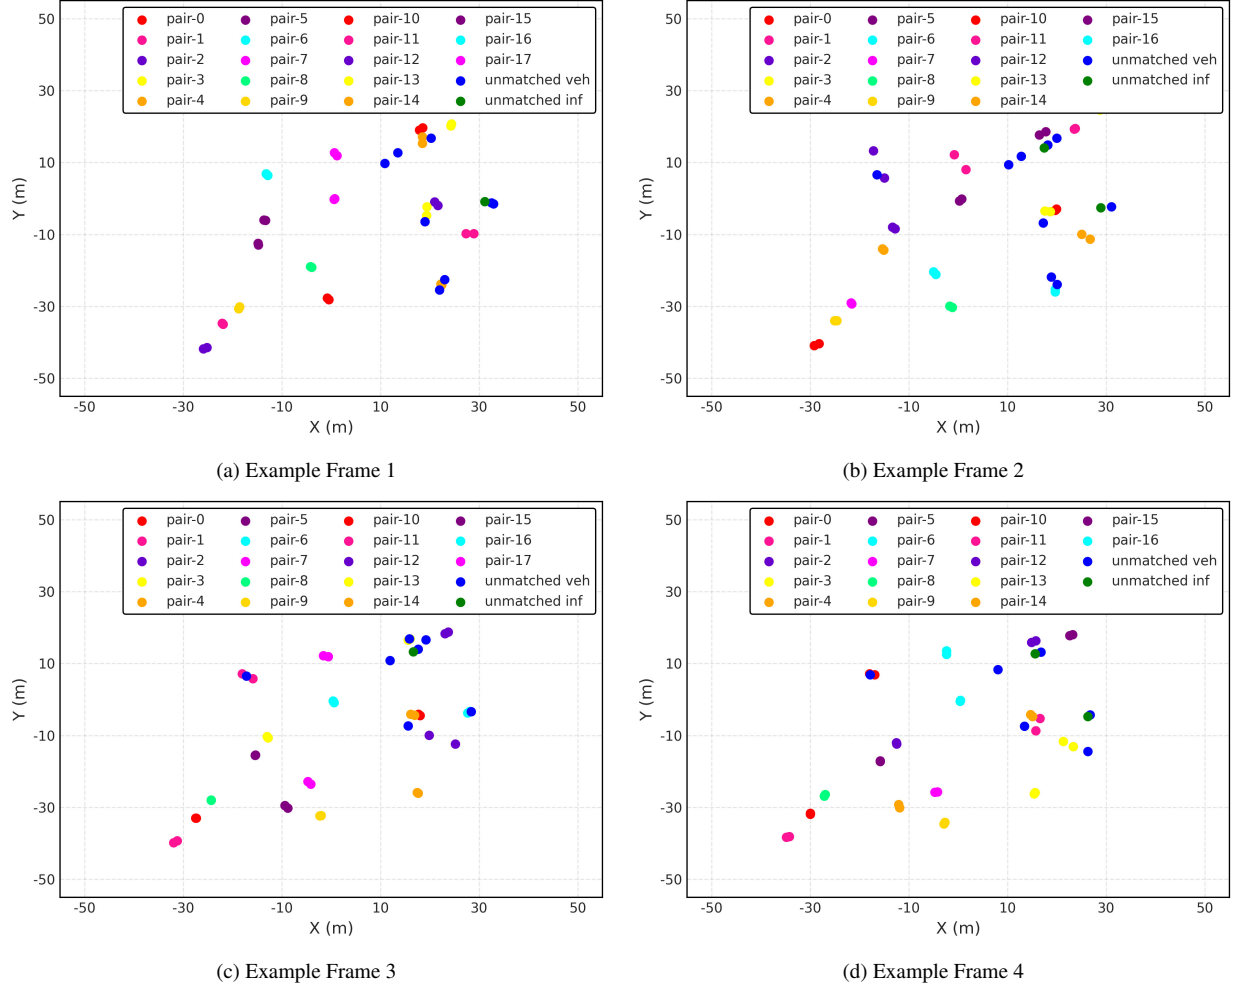 50
30
10
-10
-30
-50
Y (m)
pair-0 pair-5 pair-10 pair-15
pair-1 pair-6 pair-11 pair-16
pair-2 pair-7 pair-12 pair-17
pair-3 pair-8 pair-13 unmatched veh
pair-4 pair-9 pair-14 unmatched inf
-50 -30 -10 10 30 50
X (m)
(a) Example Frame 1
50
30
10
-10
-30
-50
Y (m)
pair-0 pair-5 pair-10 pair-15
pair-1 pair-6 pair-11 pair-16
pair-2 pair-7 pair-12 unmatched veh
pair-3 pair-8 pair-13 unmatched inf
pair-4 pair-9 pair-14
-50 -30 -10 10 30 50
X (m)
(b) Example Frame 2
50
30
10
-10
-30
-50
Y (m)
pair-0 pair-5 pair-10 pair-15
pair-1 pair-6 pair-11 pair-16
pair-2 pair-7 pair-12 pair-17
pair-3 pair-8 pair-13 unmatched veh
pair-4 pair-9 pair-14 unmatched inf
-50 -30 -10 10 30 50
X (m)
(c) Example Frame 3
50
30
10
-10
-30
-50
Y (m)
pair-0 pair-5 pair-10 pair-15
pair-1 pair-6 pair-11 pair-16
pair-2 pair-7 pair-12 unmatched veh
pair-3 pair-8 pair-13 unmatched inf
pair-4 pair-9 pair-14
-50 -30 -10 10 30 50
X (m)
(d) Example Frame 4